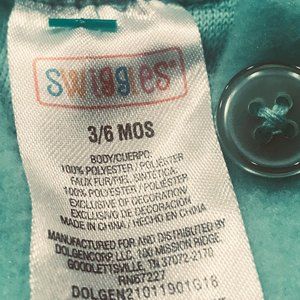 Swiggles
3/6 MOS
BODY/CUERPO:
100% POLYESTER / POLIÉSTER
FAUX FUR/PIEL SINTÉTICA:
100% POLYESTER / POLIÉSTER
EXCLUSIVE OF DECORATION
EXCLUSIVO DE DECORACIÓN
MADE IN CHINA / HECHO EN CHINA
MANUFACTURED FOR AND DISTRIBUTED BY
DOLGENCORP, LLC, 100 MISSION RIDGE
GOODLETTSVILLE, TN 37072-2170
RN67227
DOLGEN21011901G18